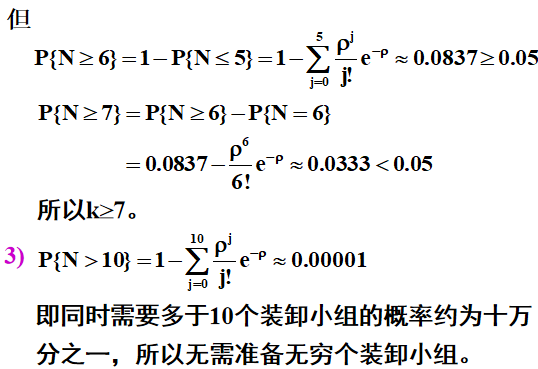 但
P{N ≥ 6} = 1 − P{N ≤ 5} = 1 − ∑_{j=0}^{5} (ρ^j / j!) e^{−ρ} ≈ 0.0837 ≥ 0.05
P{N ≥ 7} = P{N ≥ 6} − P{N = 6}
= 0.0837 − (ρ^6 / 6!) e^{−ρ} ≈ 0.0333 < 0.05
所以k≥7。
3) P{N > 10} = 1 − ∑_{j=0}^{10} (ρ^j / j!) e^{−ρ} ≈ 0.00001
即同时需要多于10个装卸小组的概率约为十万
分之一，所以无需准备无穷个装卸小组。